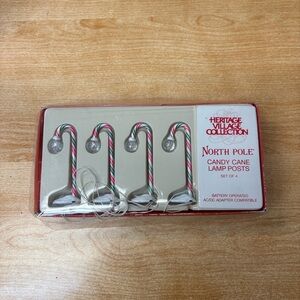 HERITAGE
VILLAGE
COLLECTION
NORTH POLE
CANDY CANE
LAMP POSTS
SET OF 4
BATTERY OPERATED
AC/DC ADAPTER COMPATIBLE